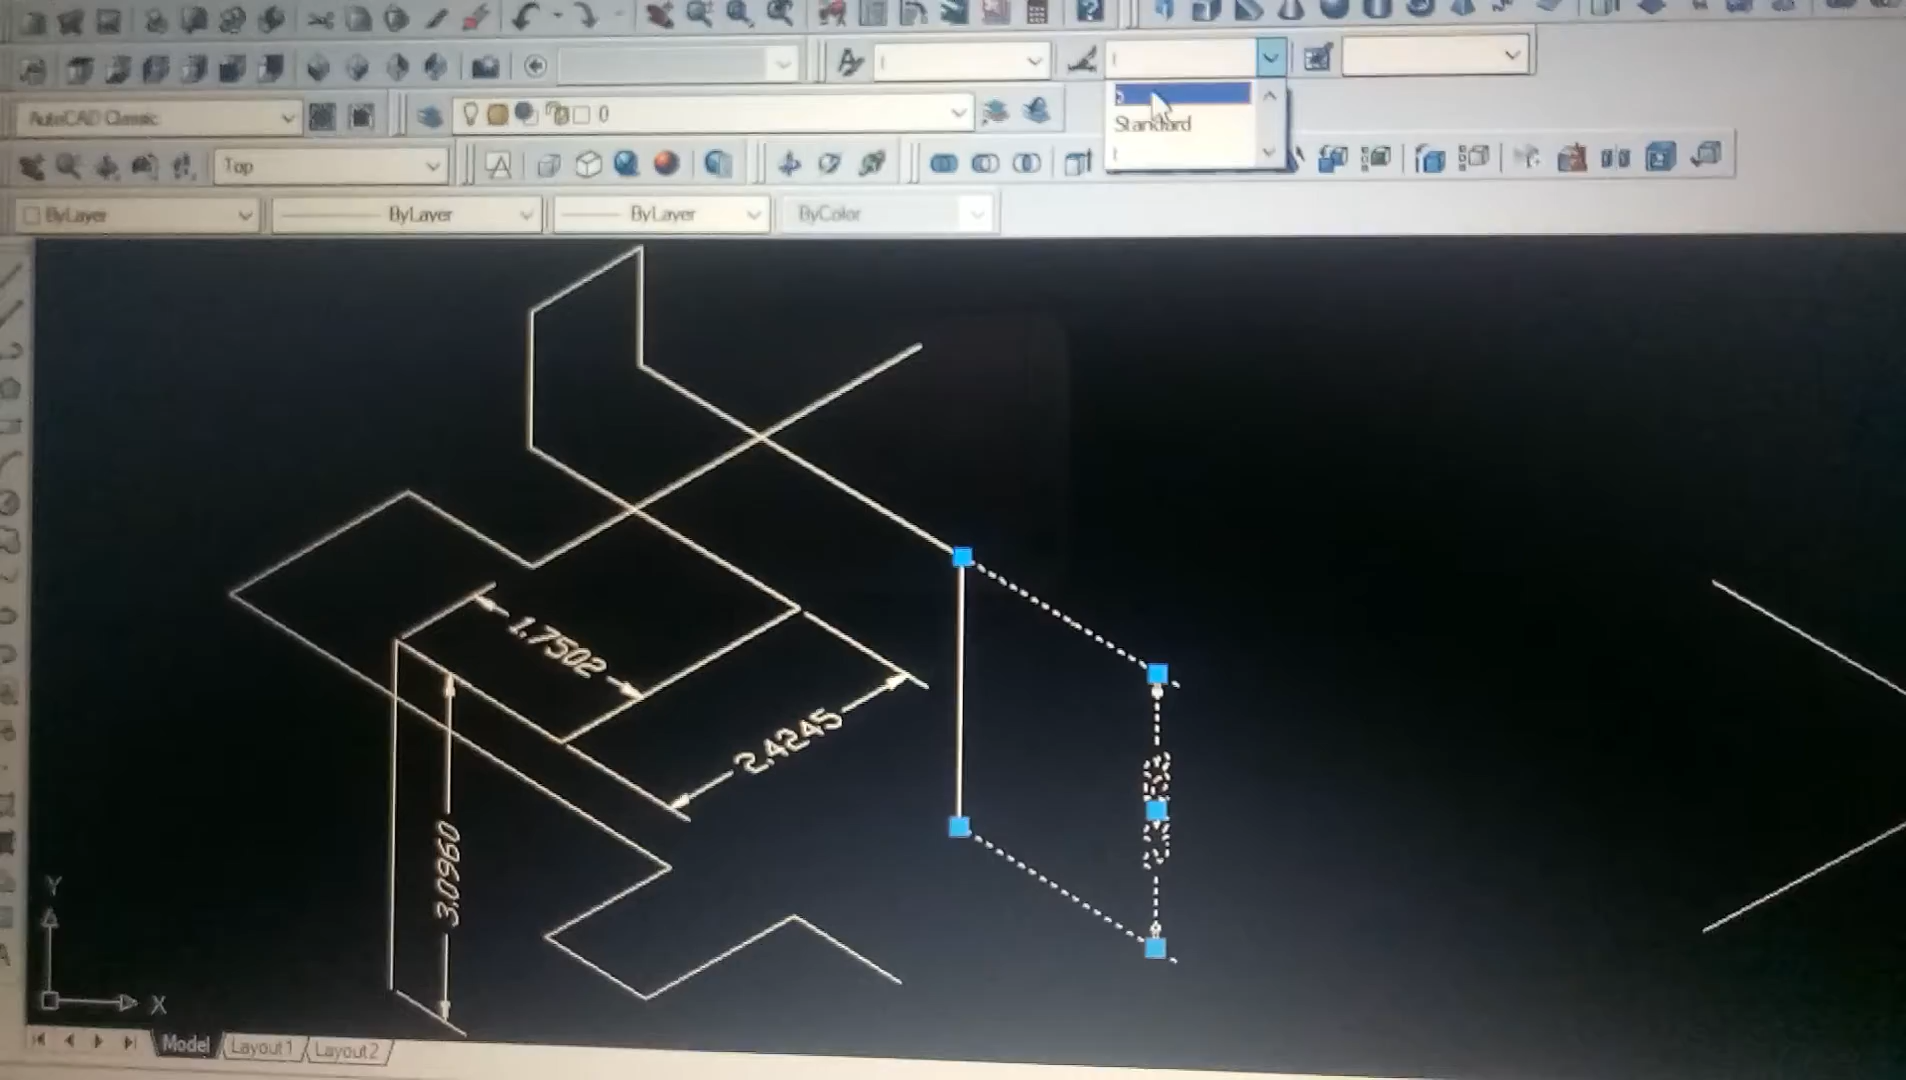 AutoCAD Classic
0
Standard
Top
ByLayer
ByLayer
ByLayer
ByColor
1.7502
2.4245
3.0960
Y
X
Model
Layout1
Layout2